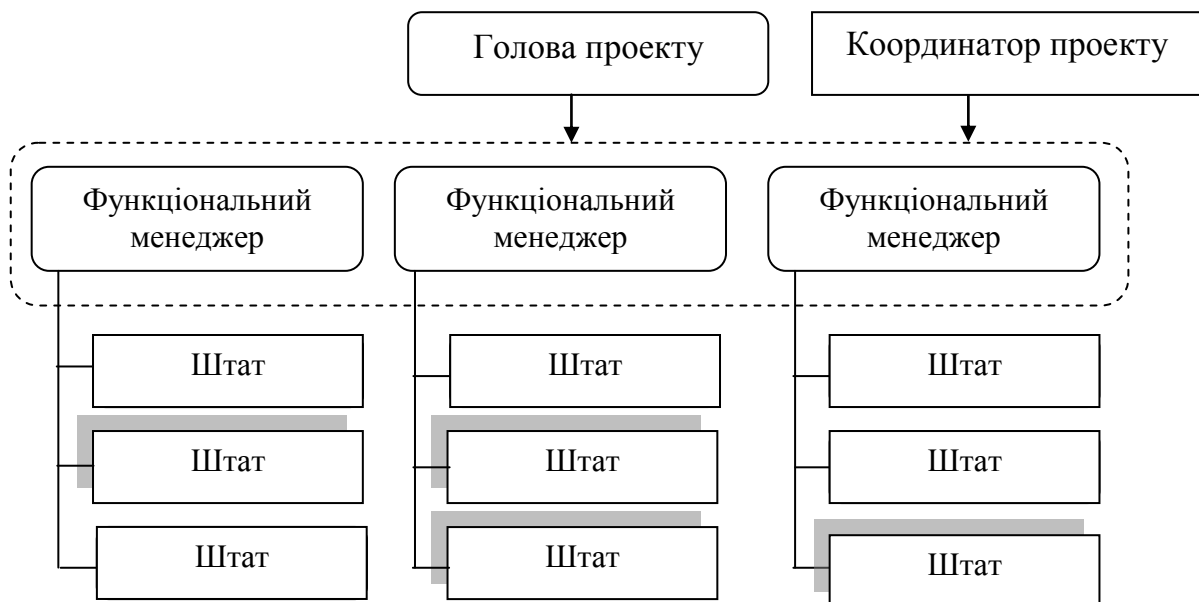 Голова проекту
Координатор проекту
Функціональний
менеджер
Функціональний
менеджер
Функціональний
менеджер
Штат
Штат
Штат
Штат
Штат
Штат
Штат
Штат
Штат